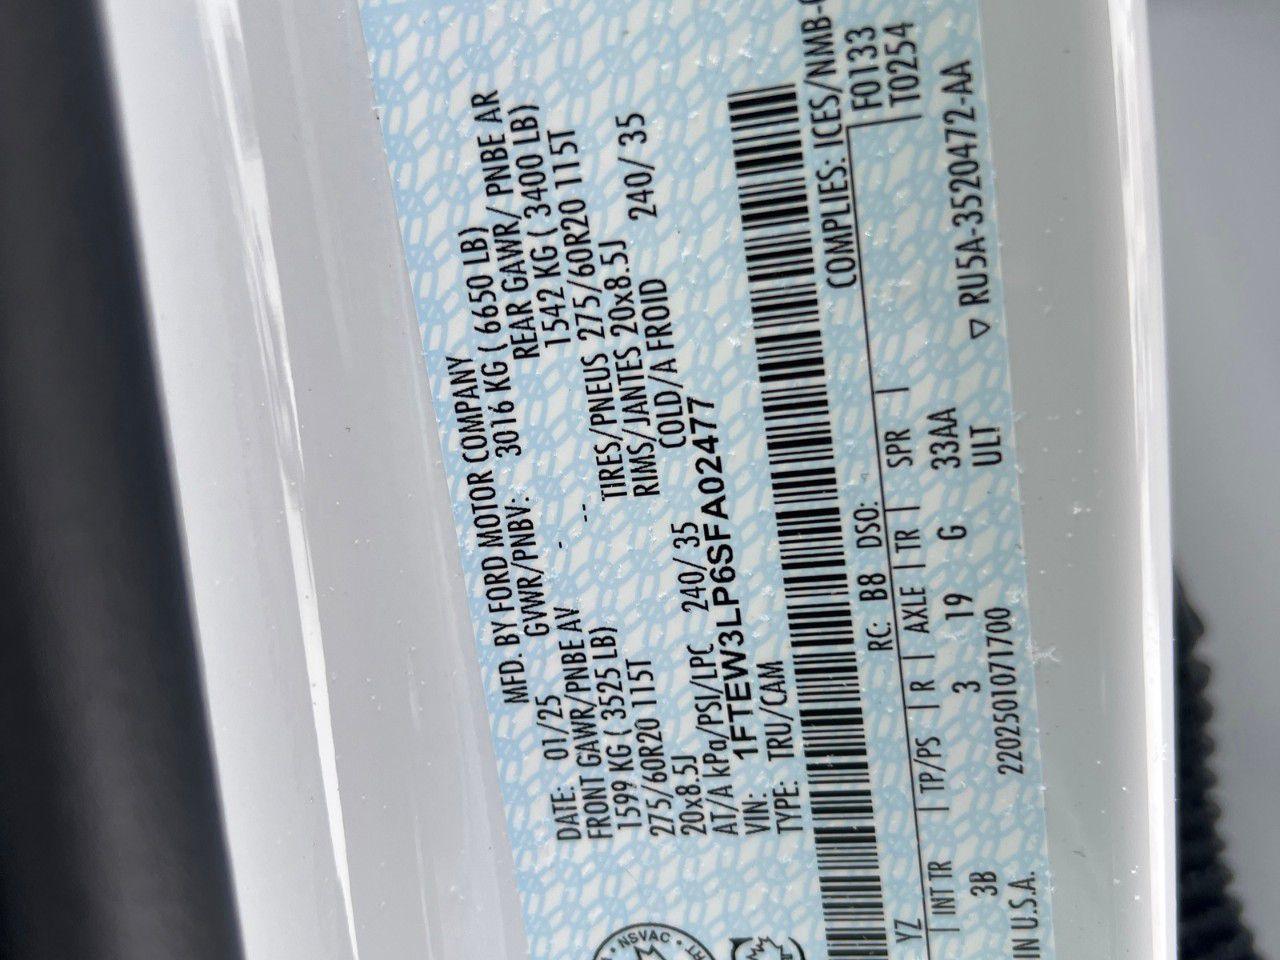 MFD. BY FORD MOTOR COMPANY
DATE: 01/25 GVWR/PNBV: 3016 KG ( 6650 LB)
FRONT GAWR/PNBE AV - REAR GAWR/ PNBE AR
1599 KG ( 3525 LB) -- 1542 KG ( 3400 LB)
275/60R20 115T TIRES/PNEUS 275/60R20 115T
20x8.5J RIMS/JANTES 20x8.5J
AT/A kPa/PSI/LPC 240/ 35 COLD/A FROID 240/ 35
VIN: 1FTEW3LP6SFA02477
TYPE: TRU/CAM
COMPLIES: ICES/NMB-
RC: B8 DSO: F0133
YZ T0254
INT TR | TP/PS | R | AXLE | TR | SPR |
3B 3 19 G 33AA
IN U.S.A. 2202501071700 ULT ▽ RU5A-3520472-AA
NSVAC